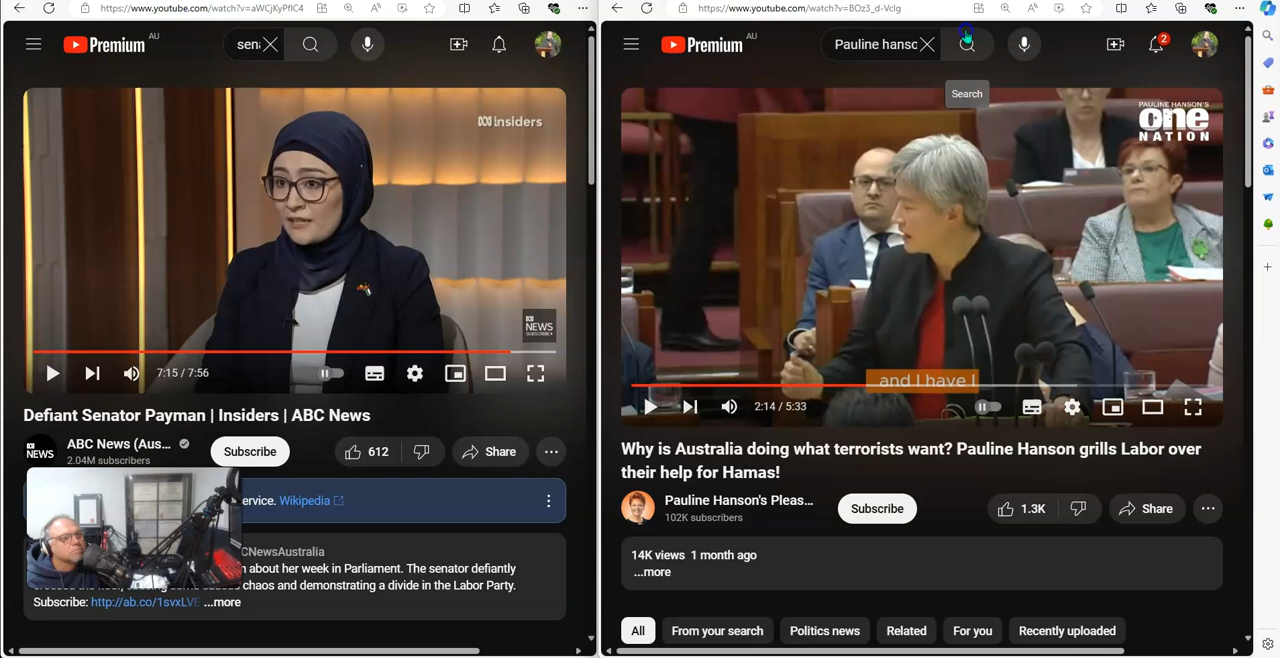 https://www.youtube.com/watch?v=aWCjKyPfIC4
Premium AU
sena
ABC insiders
NEWS
SUBSCRIBE
7:15 / 7:56
Defiant Senator Payman | Insiders | ABC News
NEWS
ABC News (Aus...
2.04M subscribers
Subscribe
612
Share
ervice. Wikipedia
CNewsAustralia
about her week in Parliament. The senator defiantly
chaos and demonstrating a divide in the Labor Party.
Subscribe: http://ab.co/1svxLVE ...more
https://www.youtube.com/watch?v=BOz3_d-Vclg
Premium AU
Pauline hansc
2
Search
PAULINE HANSON'S
one
NATION
and I have I
2:14 / 5:33
Why is Australia doing what terrorists want? Pauline Hanson grills Labor over
their help for Hamas!
Pauline Hanson's Pleas...
102K subscribers
Subscribe
1.3K
Share
14K views 1 month ago
...more
All
From your search
Politics news
Related
For you
Recently uploaded